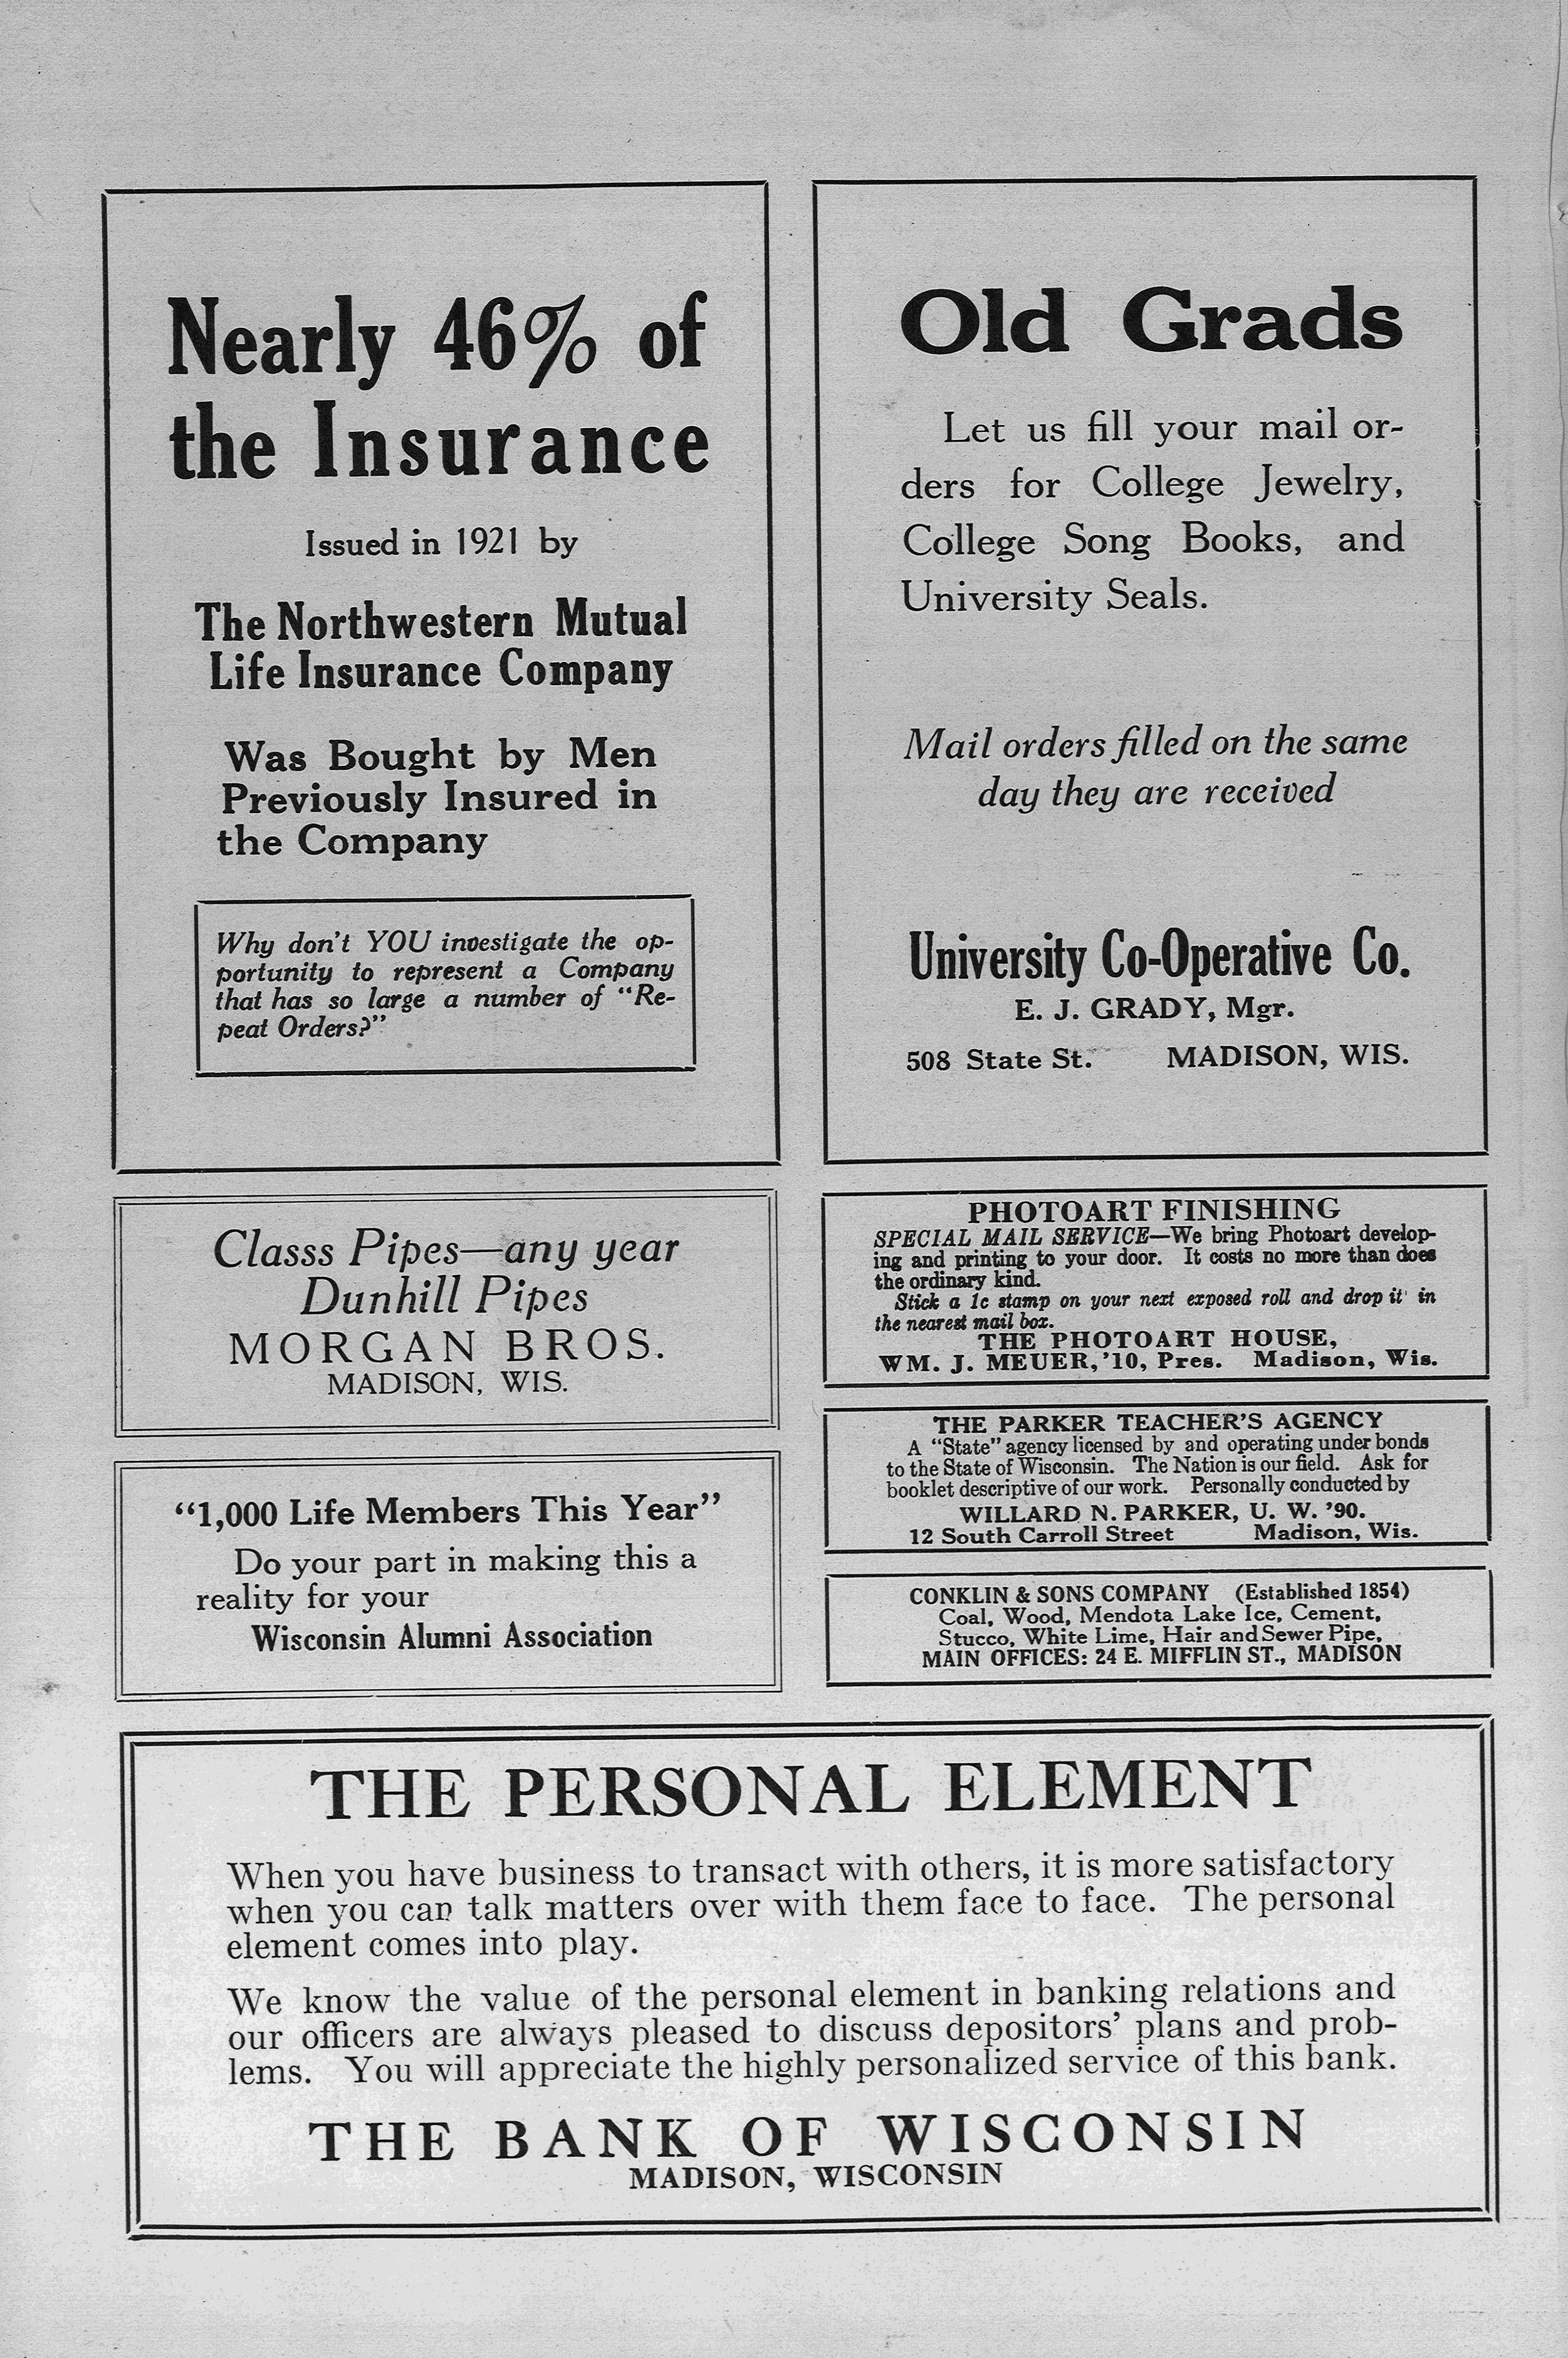 Nearly 46% of
the Insurance
Issued in 1921 by
The Northwestern Mutual
Life Insurance Company
Was Bought by Men
Previously Insured in
the Company
Why don't YOU investigate the op-
portunity to represent a Company
that has so large a number of "Re-
peat Orders?"
Old Grads
Let us fill your mail or-
ders for College Jewelry,
College Song Books, and
University Seals.
Mail orders filled on the same
day they are received
University Co-Operative Co.
E. J. GRADY, Mgr.
508 State St. MADISON, WIS.
Classs Pipes—any year
Dunhill Pipes
MORGAN BROS.
MADISON, WIS.
"1,000 Life Members This Year"
Do your part in making this a
reality for your
Wisconsin Alumni Association
PHOTOART FINISHING
SPECIAL MAIL SERVICE—We bring Photoart develop-
ing and printing to your door. It costs no more than does
the ordinary kind.
Stick a 1c stamp on your next exposed roll and drop it in
the nearest mail box.
THE PHOTOART HOUSE,
WM. J. MEUER, '10, Pres. Madison, Wis.
THE PARKER TEACHER'S AGENCY
A "State" agency licensed by and operating under bonds
to the State of Wisconsin. The Nation is our field. Ask for
booklet descriptive of our work. Personally conducted by
WILLARD N. PARKER, U. W. '90.
12 South Carroll Street Madison, Wis.
CONKLIN & SONS COMPANY (Established 1854)
Coal, Wood, Mendota Lake Ice, Cement,
Stucco, White Lime, Hair and Sewer Pipe,
MAIN OFFICES: 24 E. MIFFLIN ST., MADISON
THE PERSONAL ELEMENT
When you have business to transact with others, it is more satisfactory
when you can talk matters over with them face to face. The personal
element comes into play.
We know the value of the personal element in banking relations and
our officers are always pleased to discuss depositors' plans and prob-
lems. You will appreciate the highly personalized service of this bank.
THE BANK OF WISCONSIN
MADISON, WISCONSIN